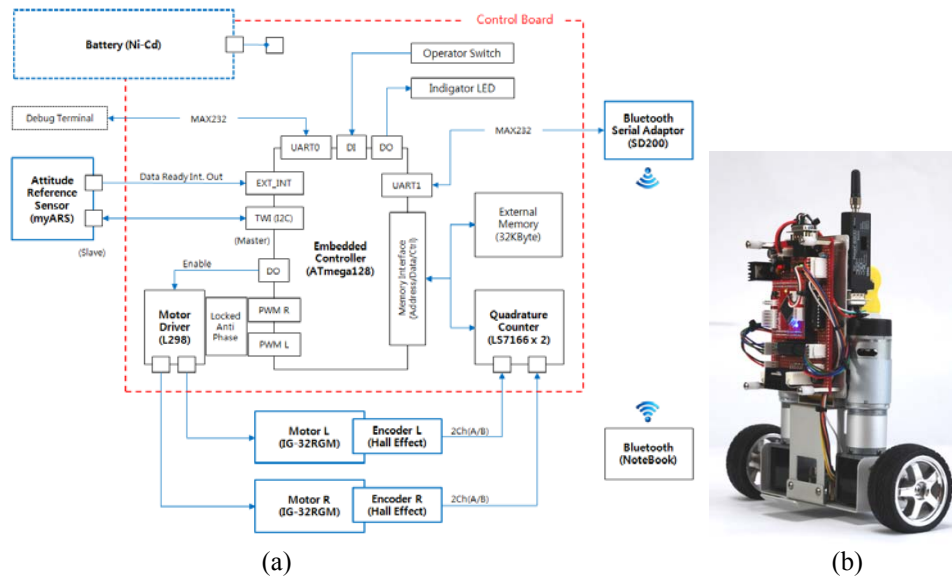 Control Board
Battery (Ni-Cd)
Operator Switch
Indigator LED
Debug Terminal
MAX232
MAX232
Bluetooth
Serial Adaptor
(SD200)
UART0
DI
DO
Attitude
Reference
Sensor
(myARS)
Data Ready Int. Out
EXT_INT
UART1
TWI (I2C)
(Master)
(Slave)
External
Memory
(32KByte)
Embedded
Controller
(ATmega128)
Memory Interface
(Address/Data/Ctrl)
Enable
DO
Motor
Driver
(L298)
Locked
Anti
Phase
PWM R
PWM L
Quadrature
Counter
(LS7166 x 2)
Motor L
(IG-32RGM)
Encoder L
(Hall Effect)
2Ch(A/B)
Bluetooth
(NoteBook)
Motor R
(IG-32RGM)
Encoder R
(Hall Effect)
2Ch(A/B)
(a)
(b)